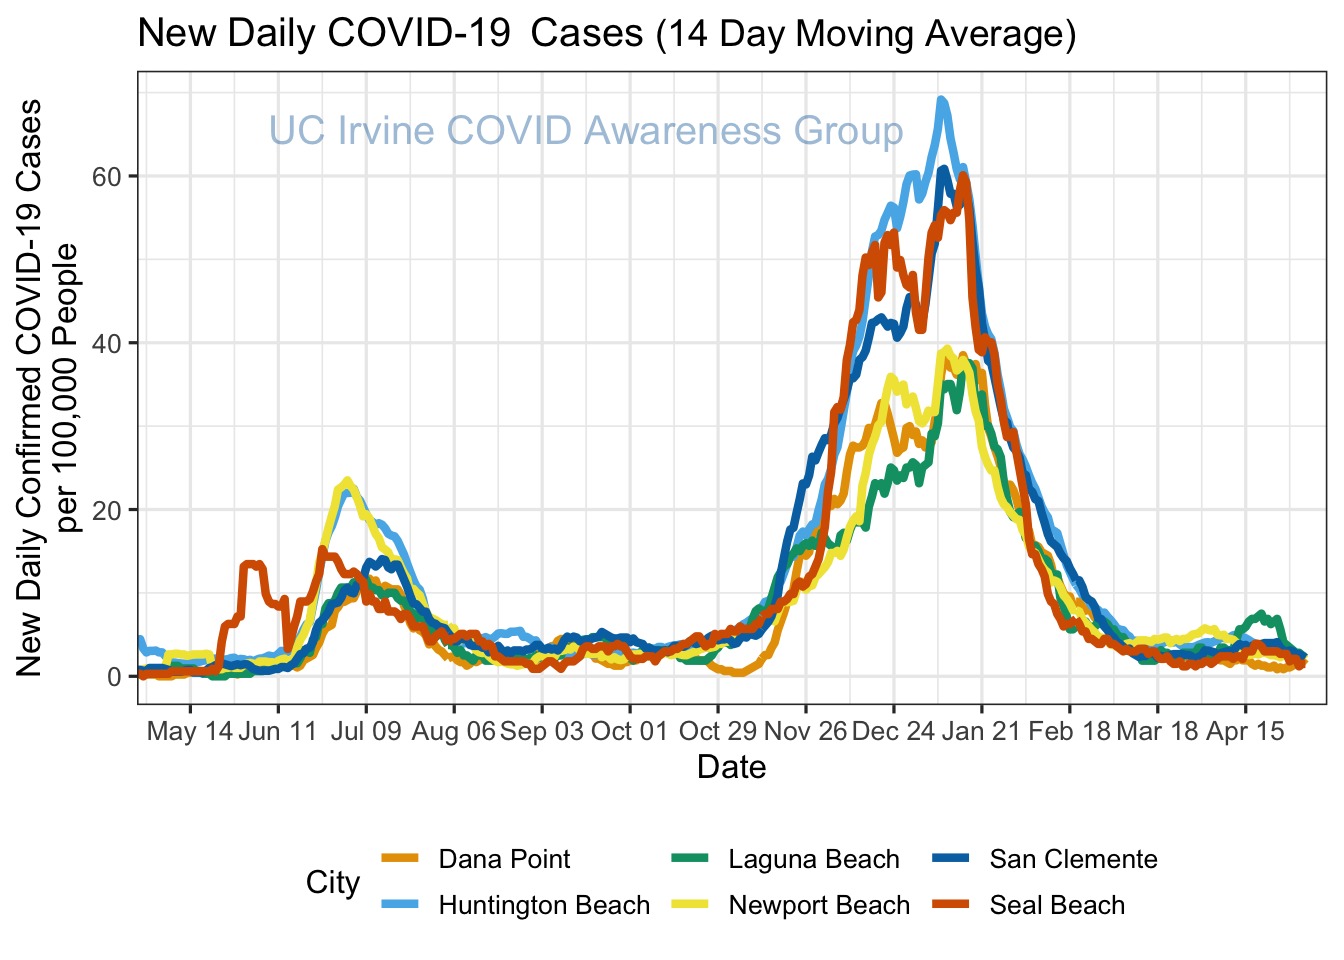 New Daily COVID-19  Cases (14 Day Moving Average)
UC Irvine COVID Awareness Group
New Daily Confirmed COVID-19 Cases
per 100,000 People
60
40
20
0
May 14 Jun 11 Jul 09 Aug 06 Sep 03 Oct 01 Oct 29 Nov 26 Dec 24 Jan 21 Feb 18 Mar 18 Apr 15
Date
City
Dana Point Laguna Beach San Clemente
Huntington Beach Newport Beach Seal Beach